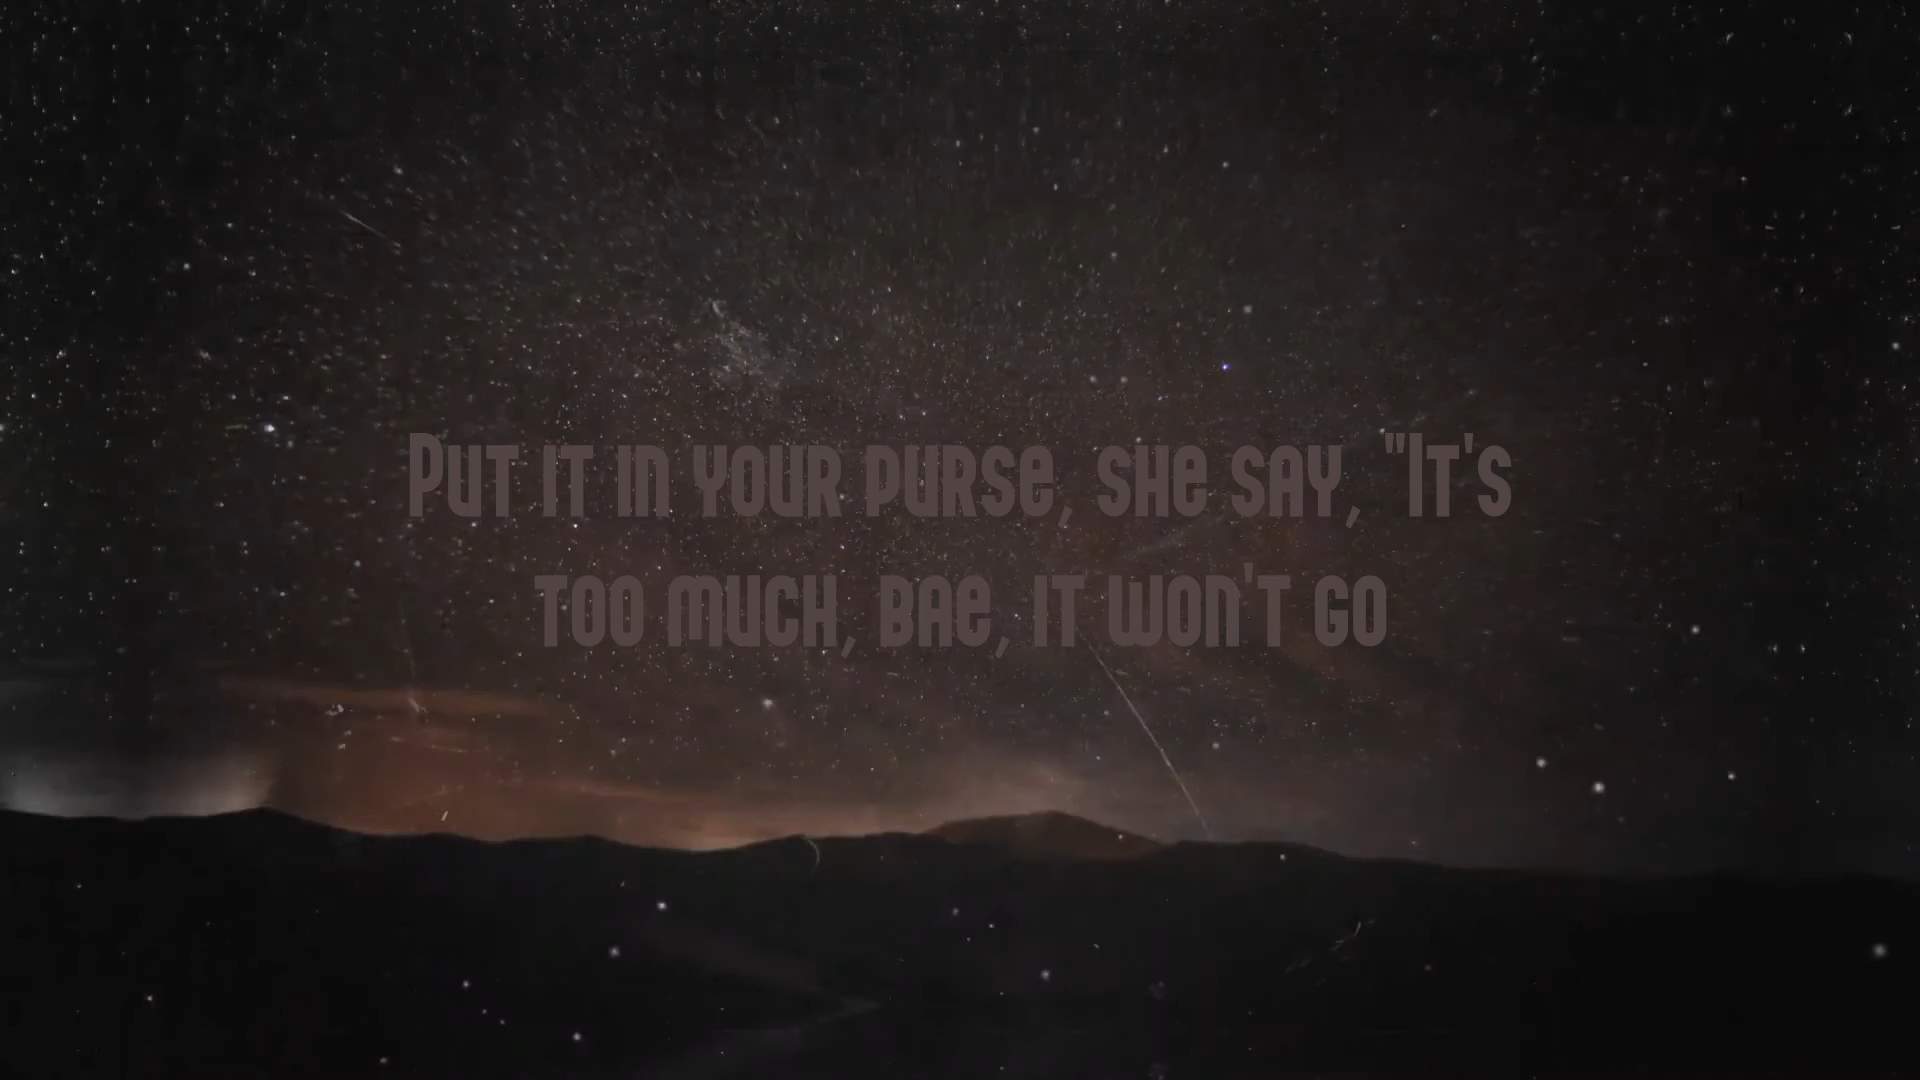 Put it in your purse, she say, "It's
too much, bae, it won't go